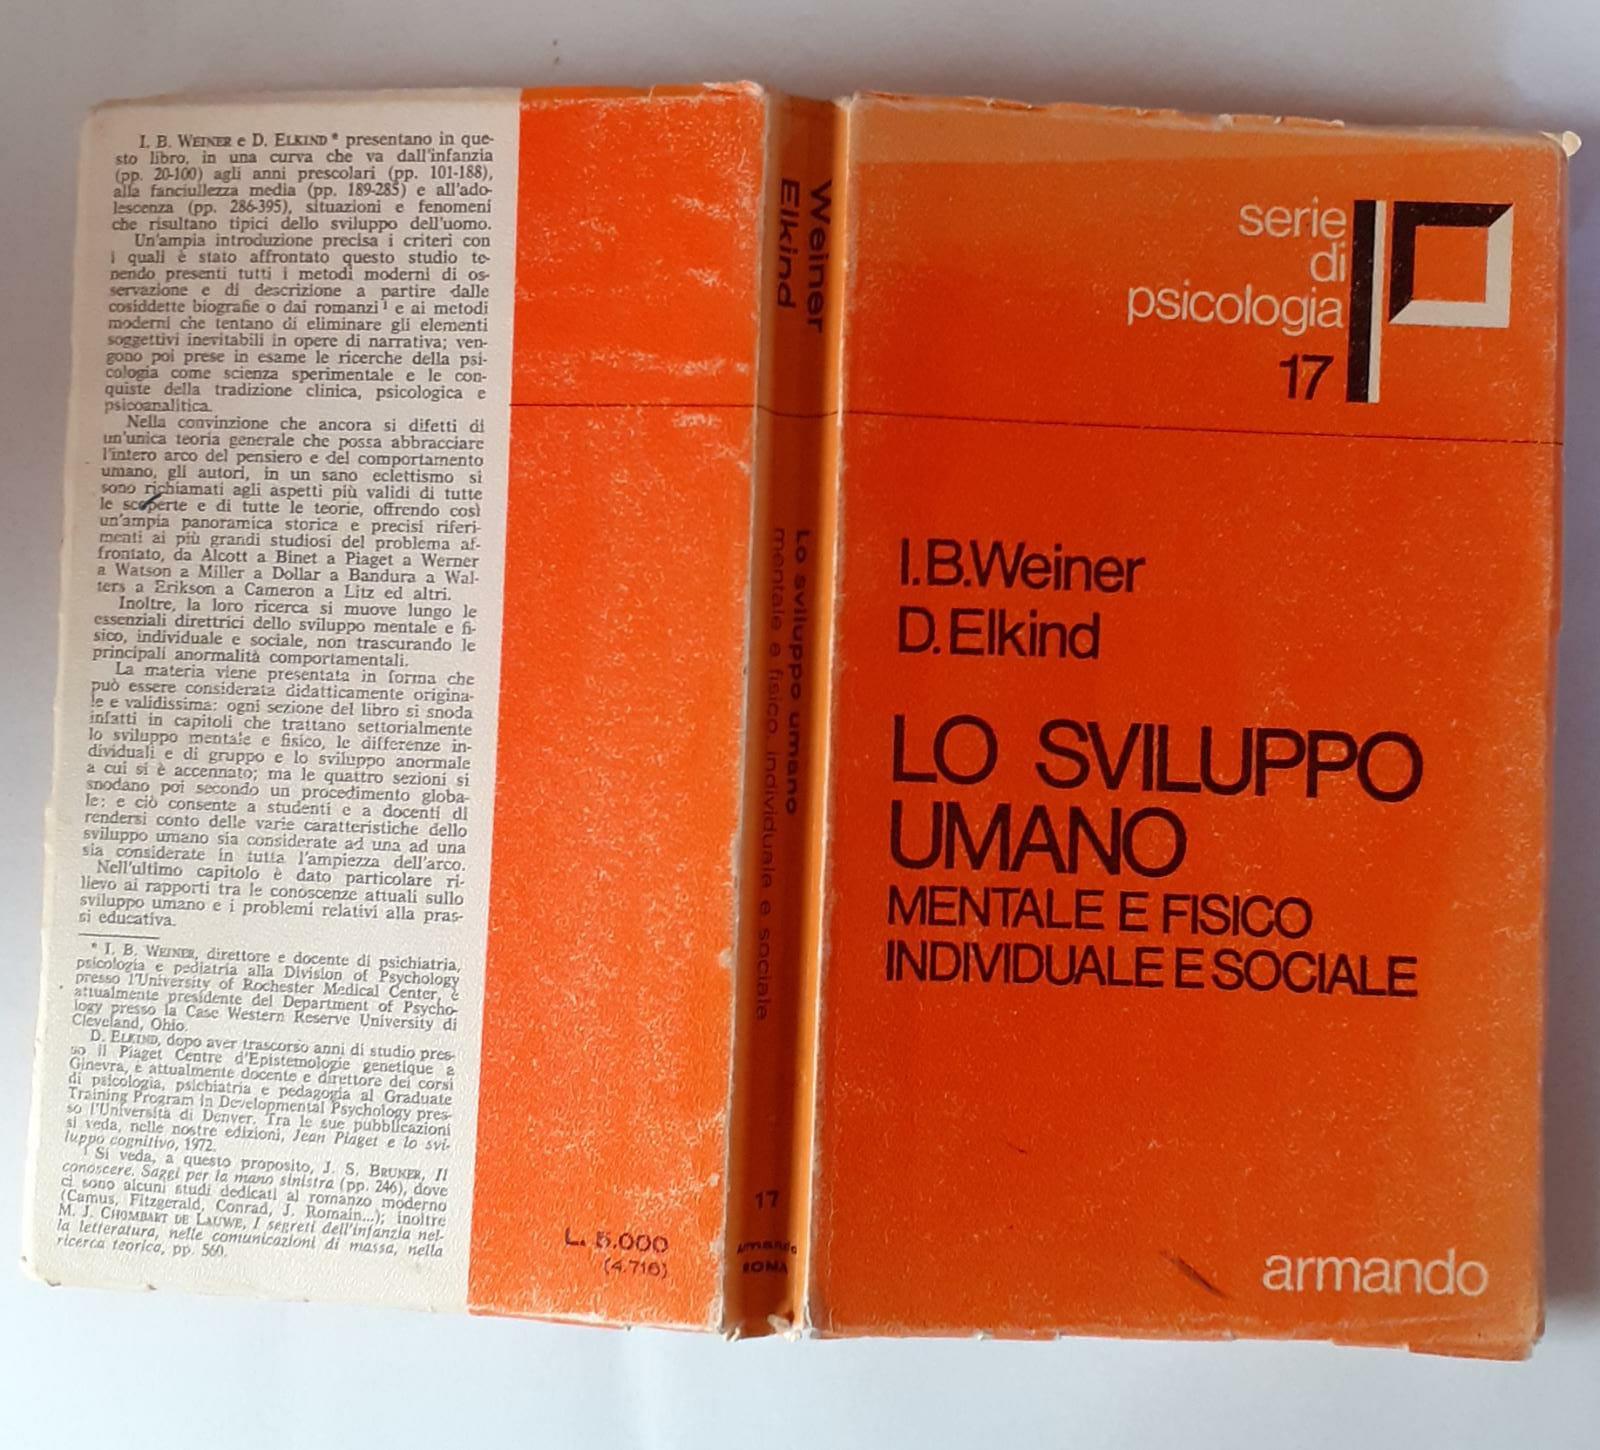 I. B. WEINER e D. ELKIND* presentano in que-
sto libro, in una curva che va dall'infanzia
(pp. 20-100) agli anni prescolari (pp. 101-188),
alla fanciullezza media (pp. 189-285) e all'ado-
lescenza (pp. 286-395), situazioni e fenomeni
che risultano tipici dello sviluppo dell'uomo.
Un'ampia introduzione precisa i criteri con
i quali è stato affrontato questo studio te-
nendo presenti tutti i metodi moderni di os-
servazione e di descrizione a partire dalle
cosiddette biografie o dai romanzi¹ e ai metodi
moderni che tentano di eliminare gli elementi
soggettivi inevitabili in opere di narrativa; ven-
gono poi prese in esame le ricerche della psi-
cologia come scienza sperimentale e le con-
quiste della tradizione clinica, psicologica e
psicoanalitica.
Nella convinzione che ancora si difetti di
un'unica teoria generale che possa abbracciare
l'intero arco del pensiero e del comportamento
umano, gli autori, in un sano eclettismo si
sono richiamati agli aspetti più validi di tutte
le scoperte e di tutte le teorie, offrendo così
un'ampia panoramica storica e precisi riferi-
menti ai più grandi studiosi del problema af-
frontato, da Alcott a Binet a Piaget a Werner
a Watson a Miller a Dollar a Bandura a Wal-
ters a Erikson a Cameron a Litz ed altri.
Inoltre, la loro ricerca si muove lungo le
essenziali direttrici dello sviluppo mentale e fi-
sico, individuale e sociale, non trascurando le
principali anormalità comportamentali.
La materia viene presentata in forma che
può essere considerata didatticamente origina-
le e validissima: ogni sezione del libro si snoda
infatti in capitoli che trattano settorialmente
lo sviluppo mentale e fisico, le differenze in-
dividuali e di gruppo e lo sviluppo anormale
a cui si è accennato; ma le quattro sezioni si
snodano poi secondo un procedimento globa-
le: e ciò consente a studenti e a docenti di
rendersi conto delle varie caratteristiche dello
sviluppo umano sia considerate ad una ad una
sia considerate in tutta l'ampiezza dell'arco.
Nell'ultimo capitolo è dato particolare ri-
lievo ai rapporti tra le conoscenze attuali sullo
sviluppo umano e i problemi relativi alla pras-
si educativa.
* I. B. WEINER, direttore e docente di psichiatria,
psicologia e pediatria alla Division of Psychology
presso l'University of Rochester Medical Center, è
attualmente presidente del Department of Psycho-
logy presso la Case Western Reserve University di
Cleveland, Ohio.
D. ELKIND, dopo aver trascorso anni di studio pres-
so il Piaget Centre d'Epistemologie genetique a
Ginevra, è attualmente docente e direttore dei corsi
di psicologia, psichiatria e pedagogia al Graduate
Training Program in Developmental Psychology pres-
so l'Università di Denver. Tra le sue pubblicazioni
si veda, nelle nostre edizioni, Jean Piaget e lo svi-
luppo cognitivo, 1972.
¹ Si veda, a questo proposito, J. S. BRUNER, Il
conoscere. Saggi per la mano sinistra (pp. 246), dove
ci sono alcuni studi dedicati al romanzo moderno
(Camus, Fitzgerald, Conrad, J. Romain...); inoltre
M. J. CHOMBART DE LAUWE, I segreti dell'infanzia nel-
la letteratura, nelle comunicazioni di massa, nella
ricerca teorica, pp. 560.
L. 5.000
(4.716)
Weiner
Elkind
Lo sviluppo umano
mentale e fisico, individuale e sociale
17
Armando
ROMA
serie
di
psicologia
17
I.B.Weiner
D.Elkind
LO SVILUPPO
UMANO
MENTALE E FISICO
INDIVIDUALE E SOCIALE
armando